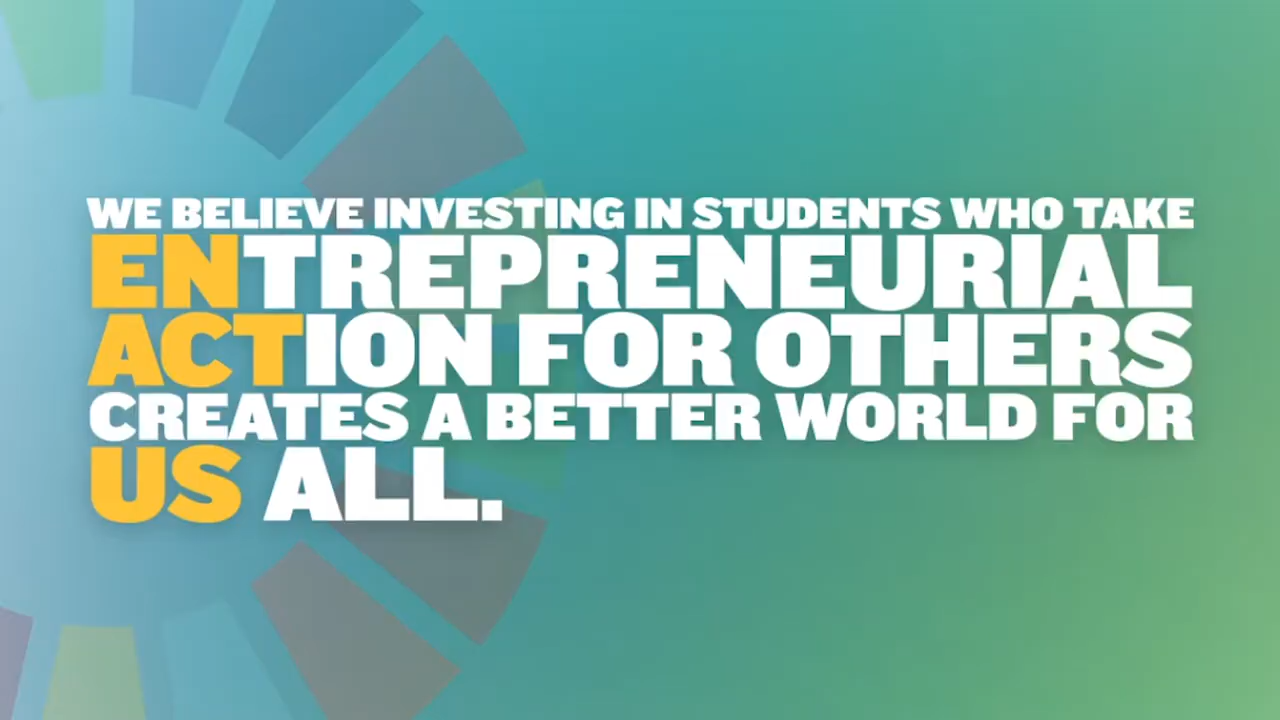 WE BELIEVE INVESTING IN STUDENTS WHO TAKE
ENTREPRENEURIAL
ACTION FOR OTHERS
CREATES A BETTER WORLD FOR
US ALL.